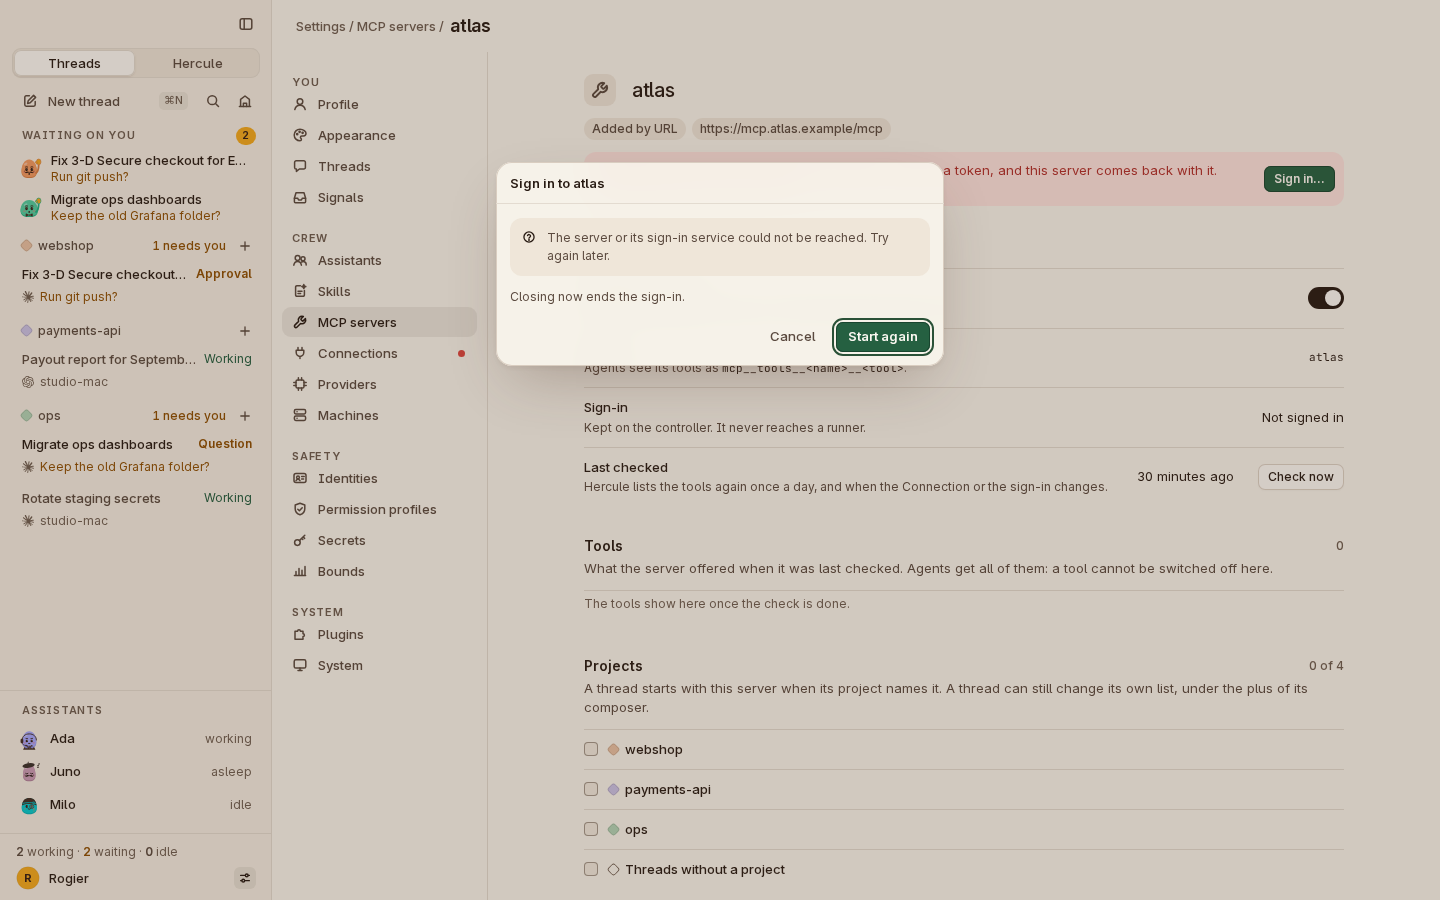 Settings / MCP servers / atlas
Threads
Hercule
New thread
⌘N
WAITING ON YOU
2
Fix 3-D Secure checkout for E…
Run git push?
Migrate ops dashboards
Keep the old Grafana folder?
webshop
1 needs you
Fix 3-D Secure checkout…
Approval
Run git push?
payments-api
Payout report for Septemb…
Working
studio-mac
ops
1 needs you
Migrate ops dashboards
Question
Keep the old Grafana folder?
Rotate staging secrets
Working
studio-mac
ASSISTANTS
Ada
working
Juno
asleep
Milo
idle
2 working · 2 waiting · 0 idle
R
Rogier
YOU
Profile
Appearance
Threads
Signals
CREW
Assistants
Skills
MCP servers
Connections
Providers
Machines
SAFETY
Identities
Permission profiles
Secrets
Bounds
SYSTEM
Plugins
System
atlas
Added by URL
https://mcp.atlas.example/mcp
a token, and this server comes back with it.
Sign in…
Sign in to atlas
The server or its sign-in service could not be reached. Try
again later.
Closing now ends the sign-in.
Cancel
Start again
atlas
Agents see its tools as mcp__tools__<name>__<tool>.
Sign-in
Kept on the controller. It never reaches a runner.
Not signed in
Last checked
Hercule lists the tools again once a day, and when the Connection or the sign-in changes.
30 minutes ago
Check now
Tools
0
What the server offered when it was last checked. Agents get all of them: a tool cannot be switched off here.
The tools show here once the check is done.
Projects
0 of 4
A thread starts with this server when its project names it. A thread can still change its own list, under the plus of its
composer.
webshop
payments-api
ops
Threads without a project